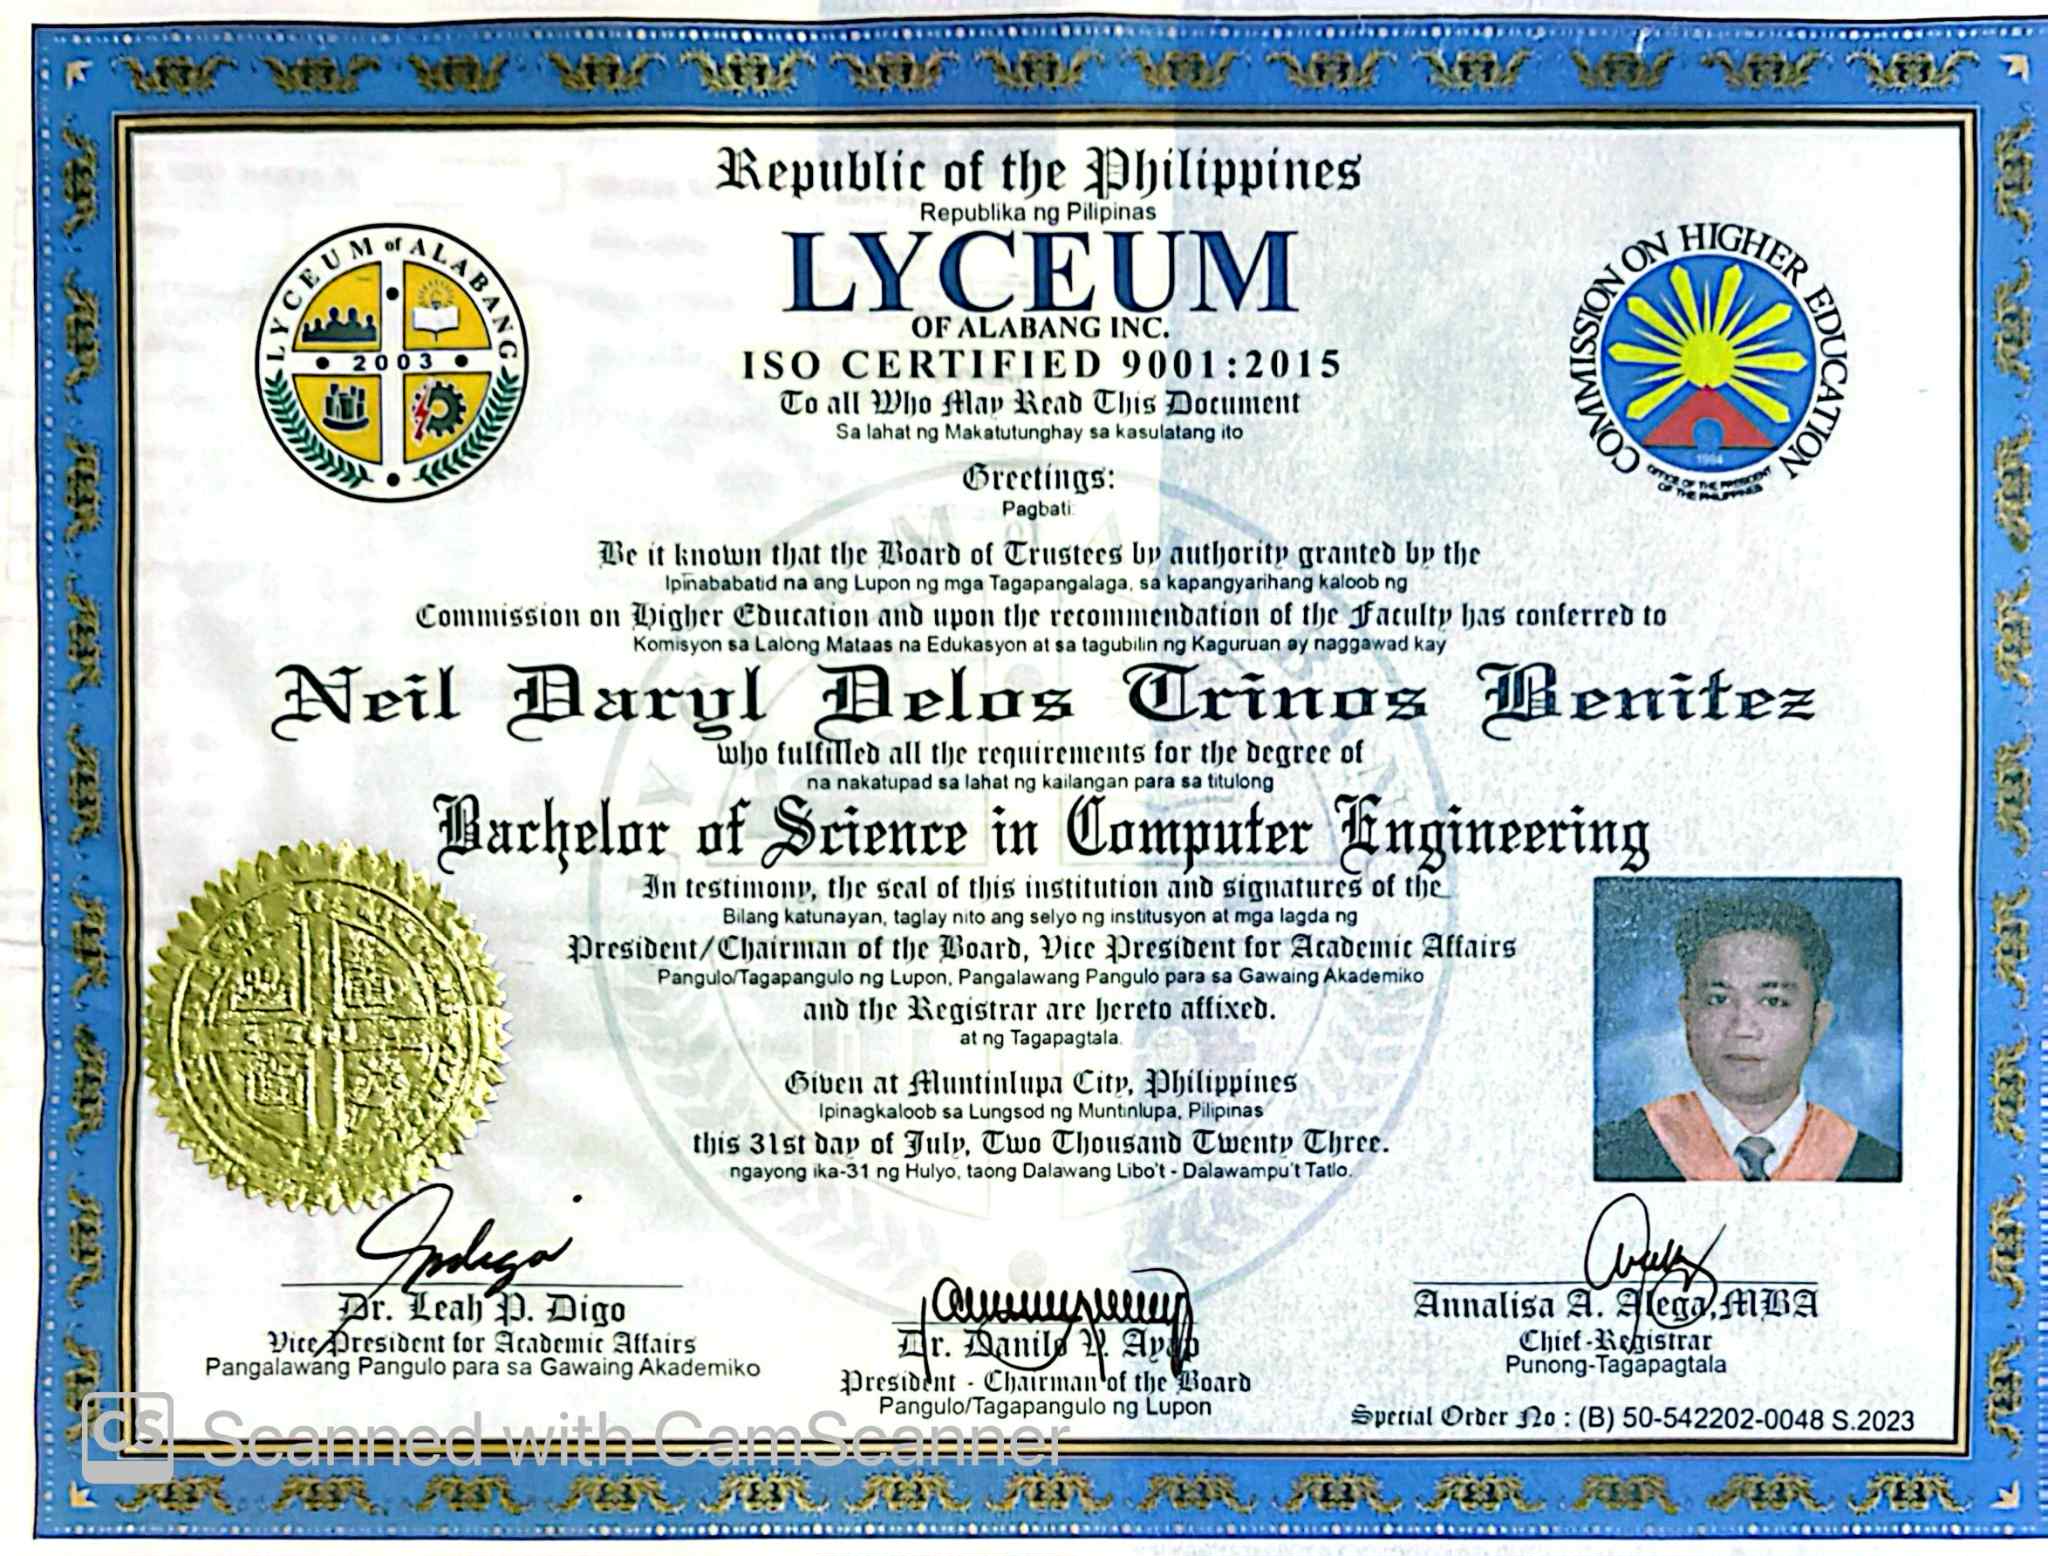 Republic of the Philippines
Republika ng Pilipinas
LYCEUM
OF ALABANG INC.
ISO CERTIFIED 9001:2015
To all Who May Read This Document
Sa lahat ng Makatutunghay sa kasulatang ito
LYCEUM of ALABANG
2003
COMMISSION ON HIGHER EDUCATION
1994
OFFICE OF THE PRESIDENT
OF THE PHILIPPINES
Greetings:
Pagbati:
Be it known that the Board of Trustees by authority granted by the
Ipinababatid na ang Lupon ng mga Tagapangalaga, sa kapangyarihang kaloob ng
Commission on Higher Education and upon the recommendation of the Faculty has conferred to
Komisyon sa Lalong Mataas na Edukasyon at sa tagubilin ng Kaguruan ay naggawad kay
Neil Daryl Delos Trinos Benitez
who fulfilled all the requirements for the degree of
na nakatupad sa lahat ng kailangan para sa titulong
Bachelor of Science in Computer Engineering
In testimony, the seal of this institution and signatures of the
Bilang katunayan, taglay nito ang selyo ng institusyon at mga lagda ng
President/Chairman of the Board, Vice President for Academic Affairs
Pangulo/Tagapangulo ng Lupon, Pangalawang Pangulo para sa Gawaing Akademiko
and the Registrar are hereto affixed.
at ng Tagapagtala.
Given at Muntinlupa City, Philippines
Ipinagkaloob sa Lungsod ng Muntinlupa, Pilipinas
this 31st day of July, Two Thousand Twenty Three.
ngayong ika-31 ng Hulyo, taong Dalawang Libo't - Dalawampu't Tatlo.
Dr. Leah P. Digo
Vice President for Academic Affairs
Pangalawang Pangulo para sa Gawaing Akademiko
Dr. Danilo V. Ayap
President - Chairman of the Board
Pangulo/Tagapangulo ng Lupon
Annalisa A. Alega,MBA
Chief-Registrar
Punong-Tagapagtala
Special Order No : (B) 50-542202-0048 S.2023
CS Scanned with CamScanner